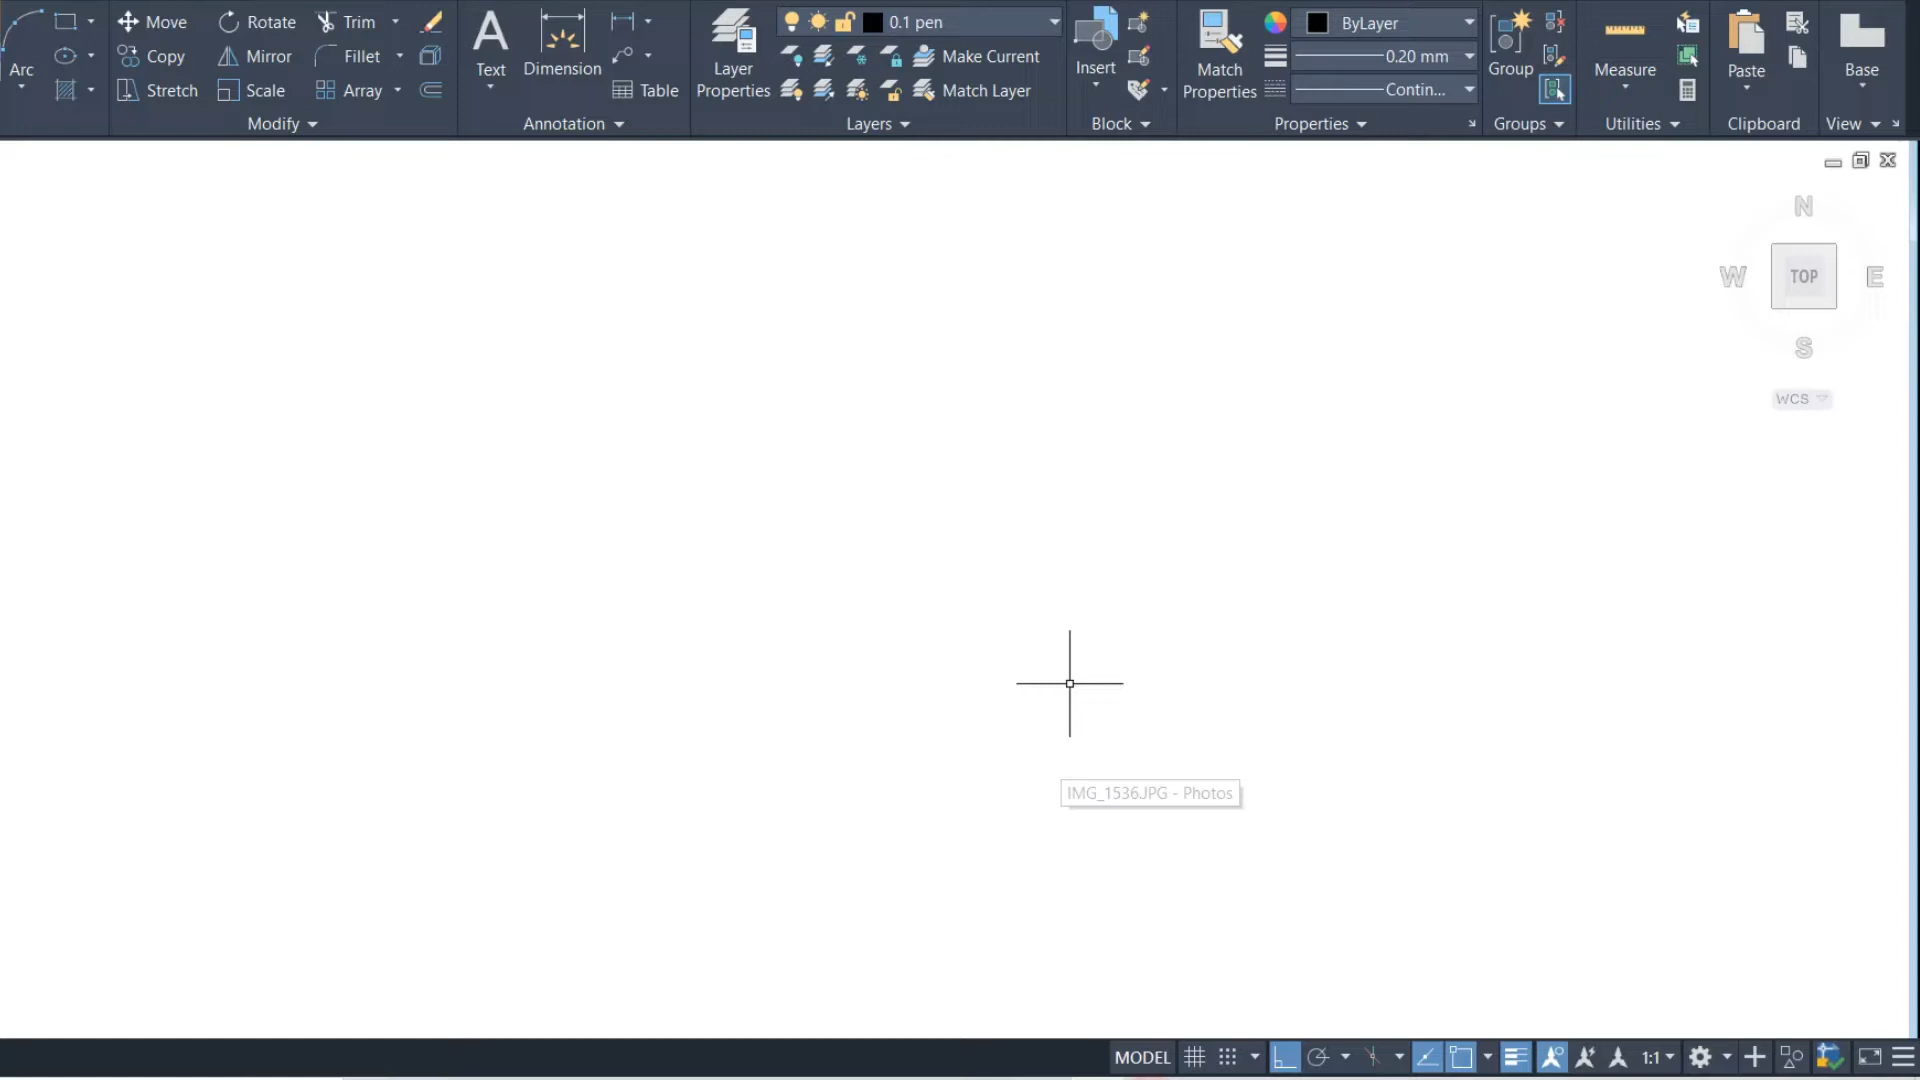 Arc
Move
Copy
Stretch
Rotate
Mirror
Scale
Trim
Fillet
Array
Modify
Text
Dimension
Table
Annotation
Layer
Properties
0.1 pen
Make Current
Match Layer
Layers
Insert
Block
Match
Properties
ByLayer
0.20 mm
Contin...
Properties
Group
Groups
Measure
Utilities
Paste
Clipboard
Base
View
N
W
TOP
E
S
WCS
IMG_1536.JPG - Photos
MODEL
1:1